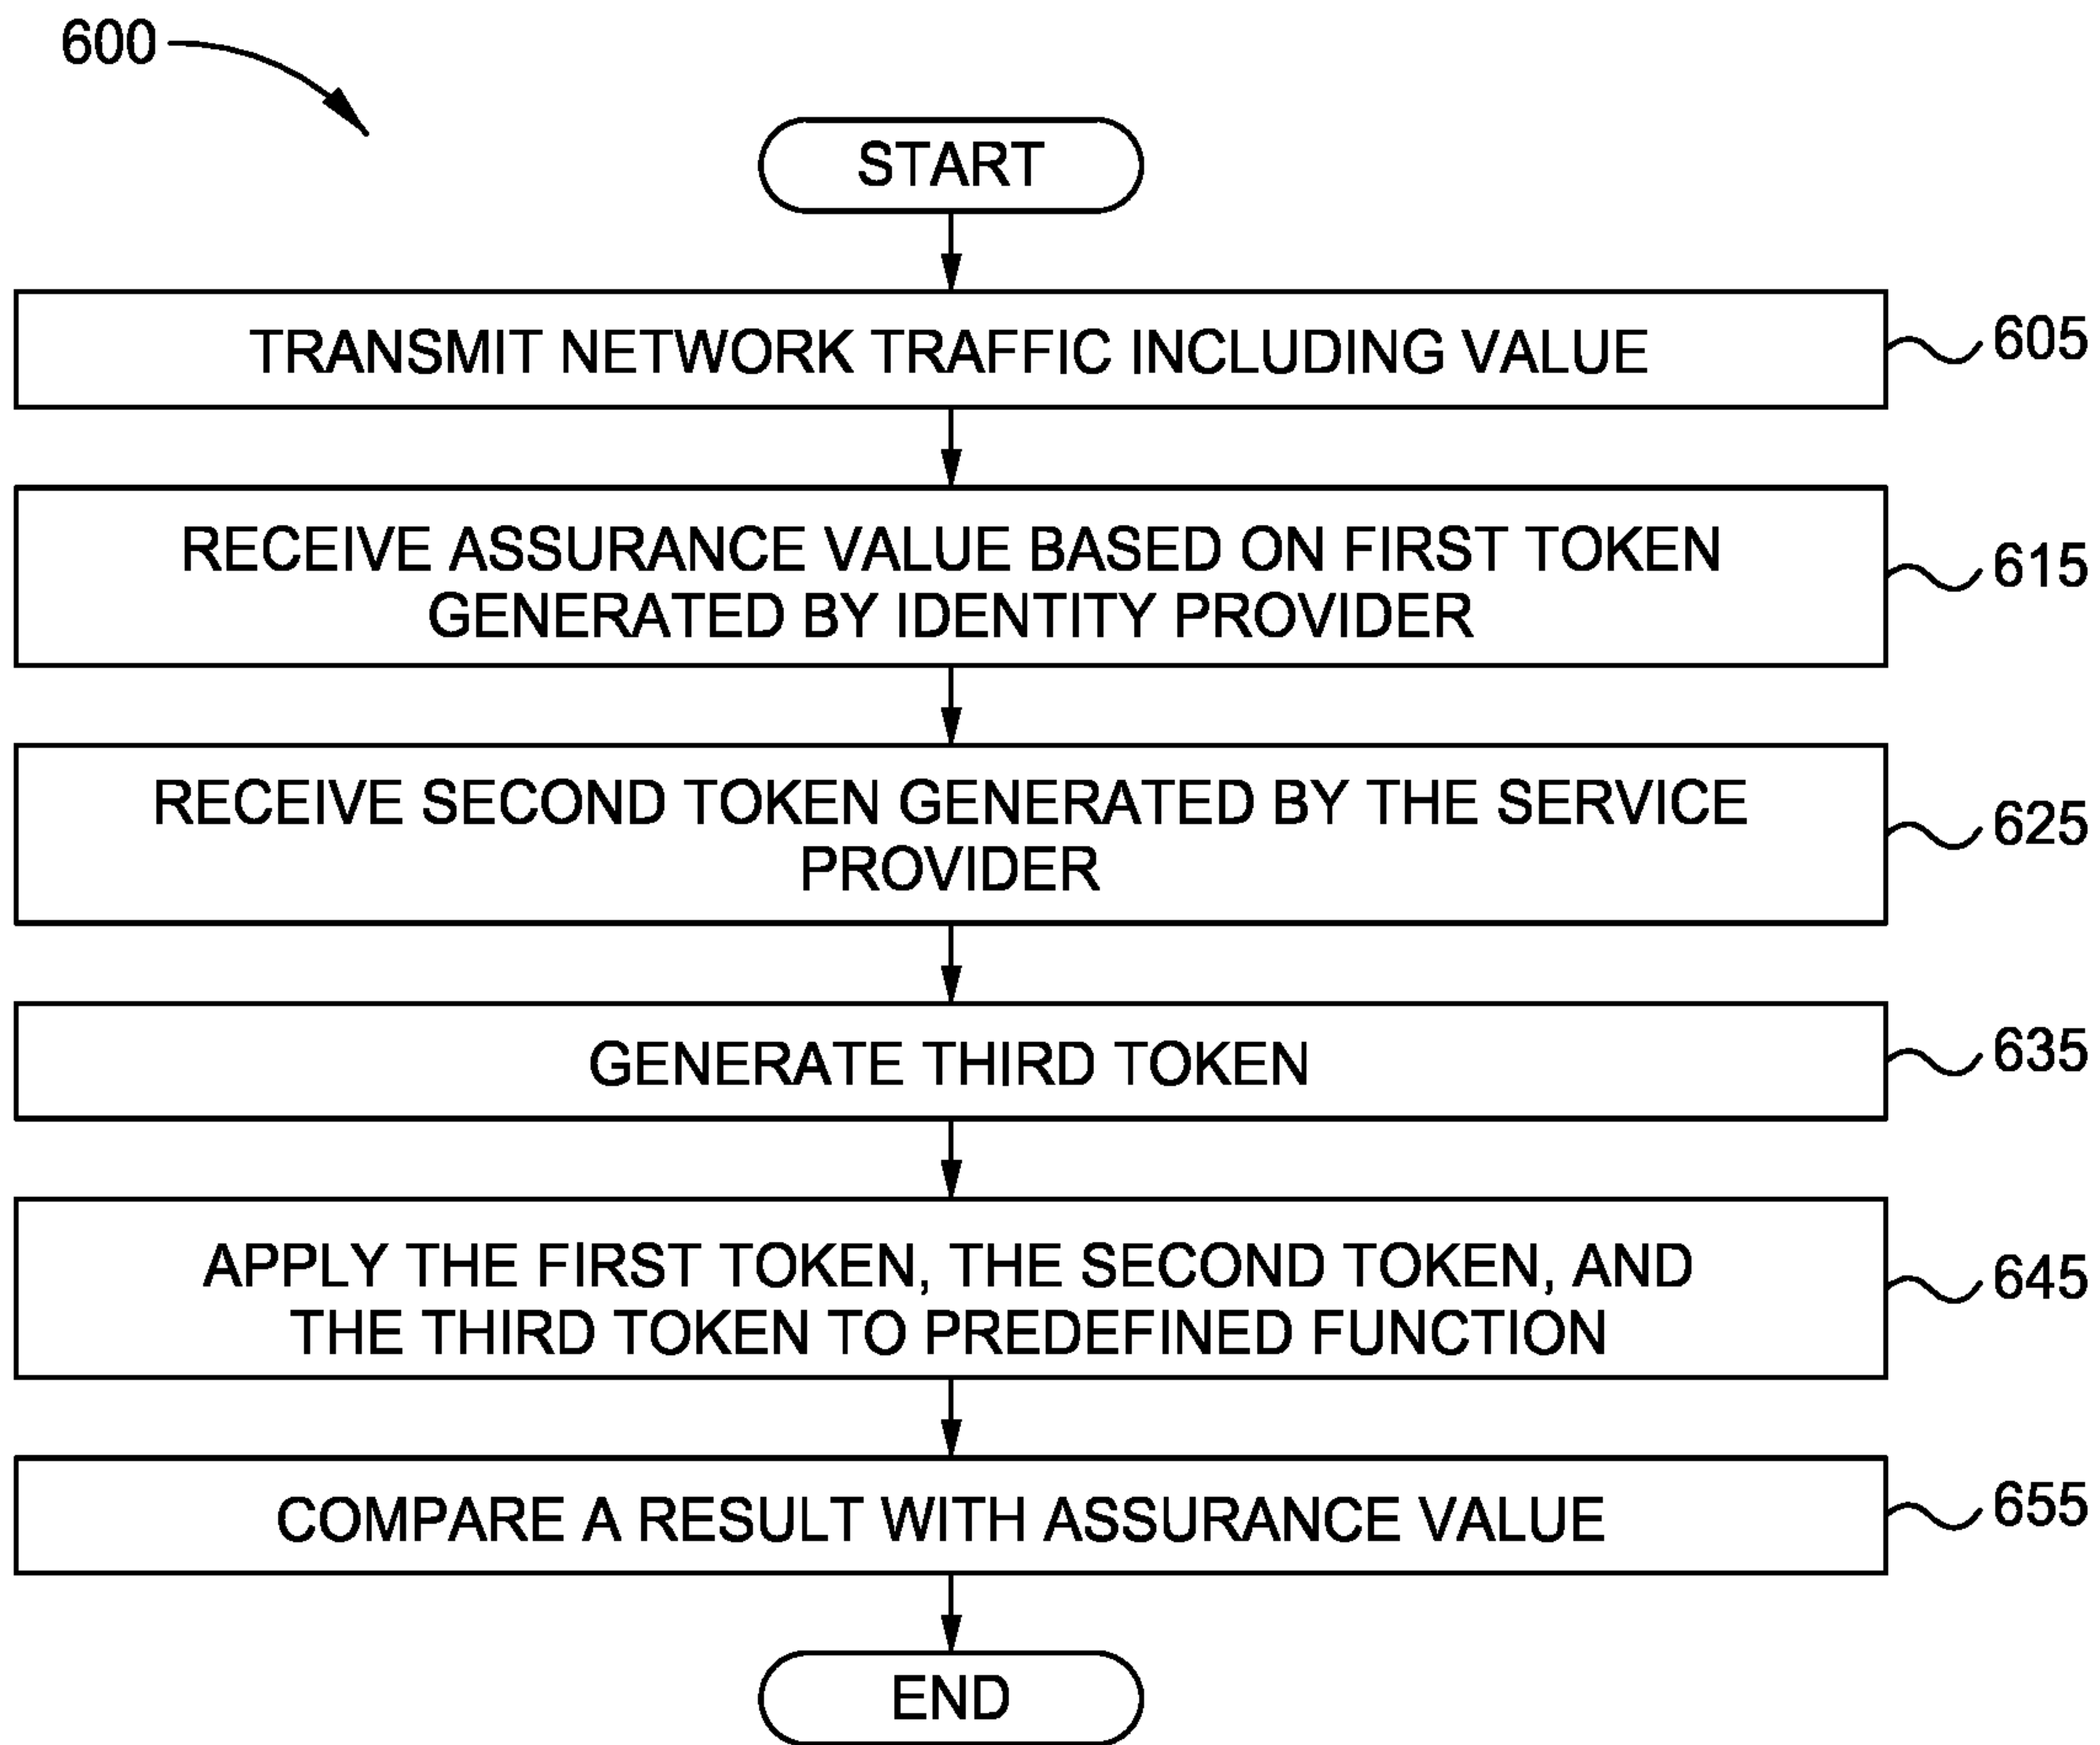 600
START
TRANSMIT NETWORK TRAFFIC INCLUDING VALUE
605
RECEIVE ASSURANCE VALUE BASED ON FIRST TOKEN
GENERATED BY IDENTITY PROVIDER
615
RECEIVE SECOND TOKEN GENERATED BY THE SERVICE
PROVIDER
625
GENERATE THIRD TOKEN
635
APPLY THE FIRST TOKEN, THE SECOND TOKEN, AND
THE THIRD TOKEN TO PREDEFINED FUNCTION
645
COMPARE A RESULT WITH ASSURANCE VALUE
655
END